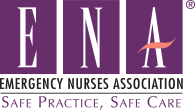 ENA®
EMERGENCY NURSES ASSOCIATION
SAFE PRACTICE, SAFE CARE